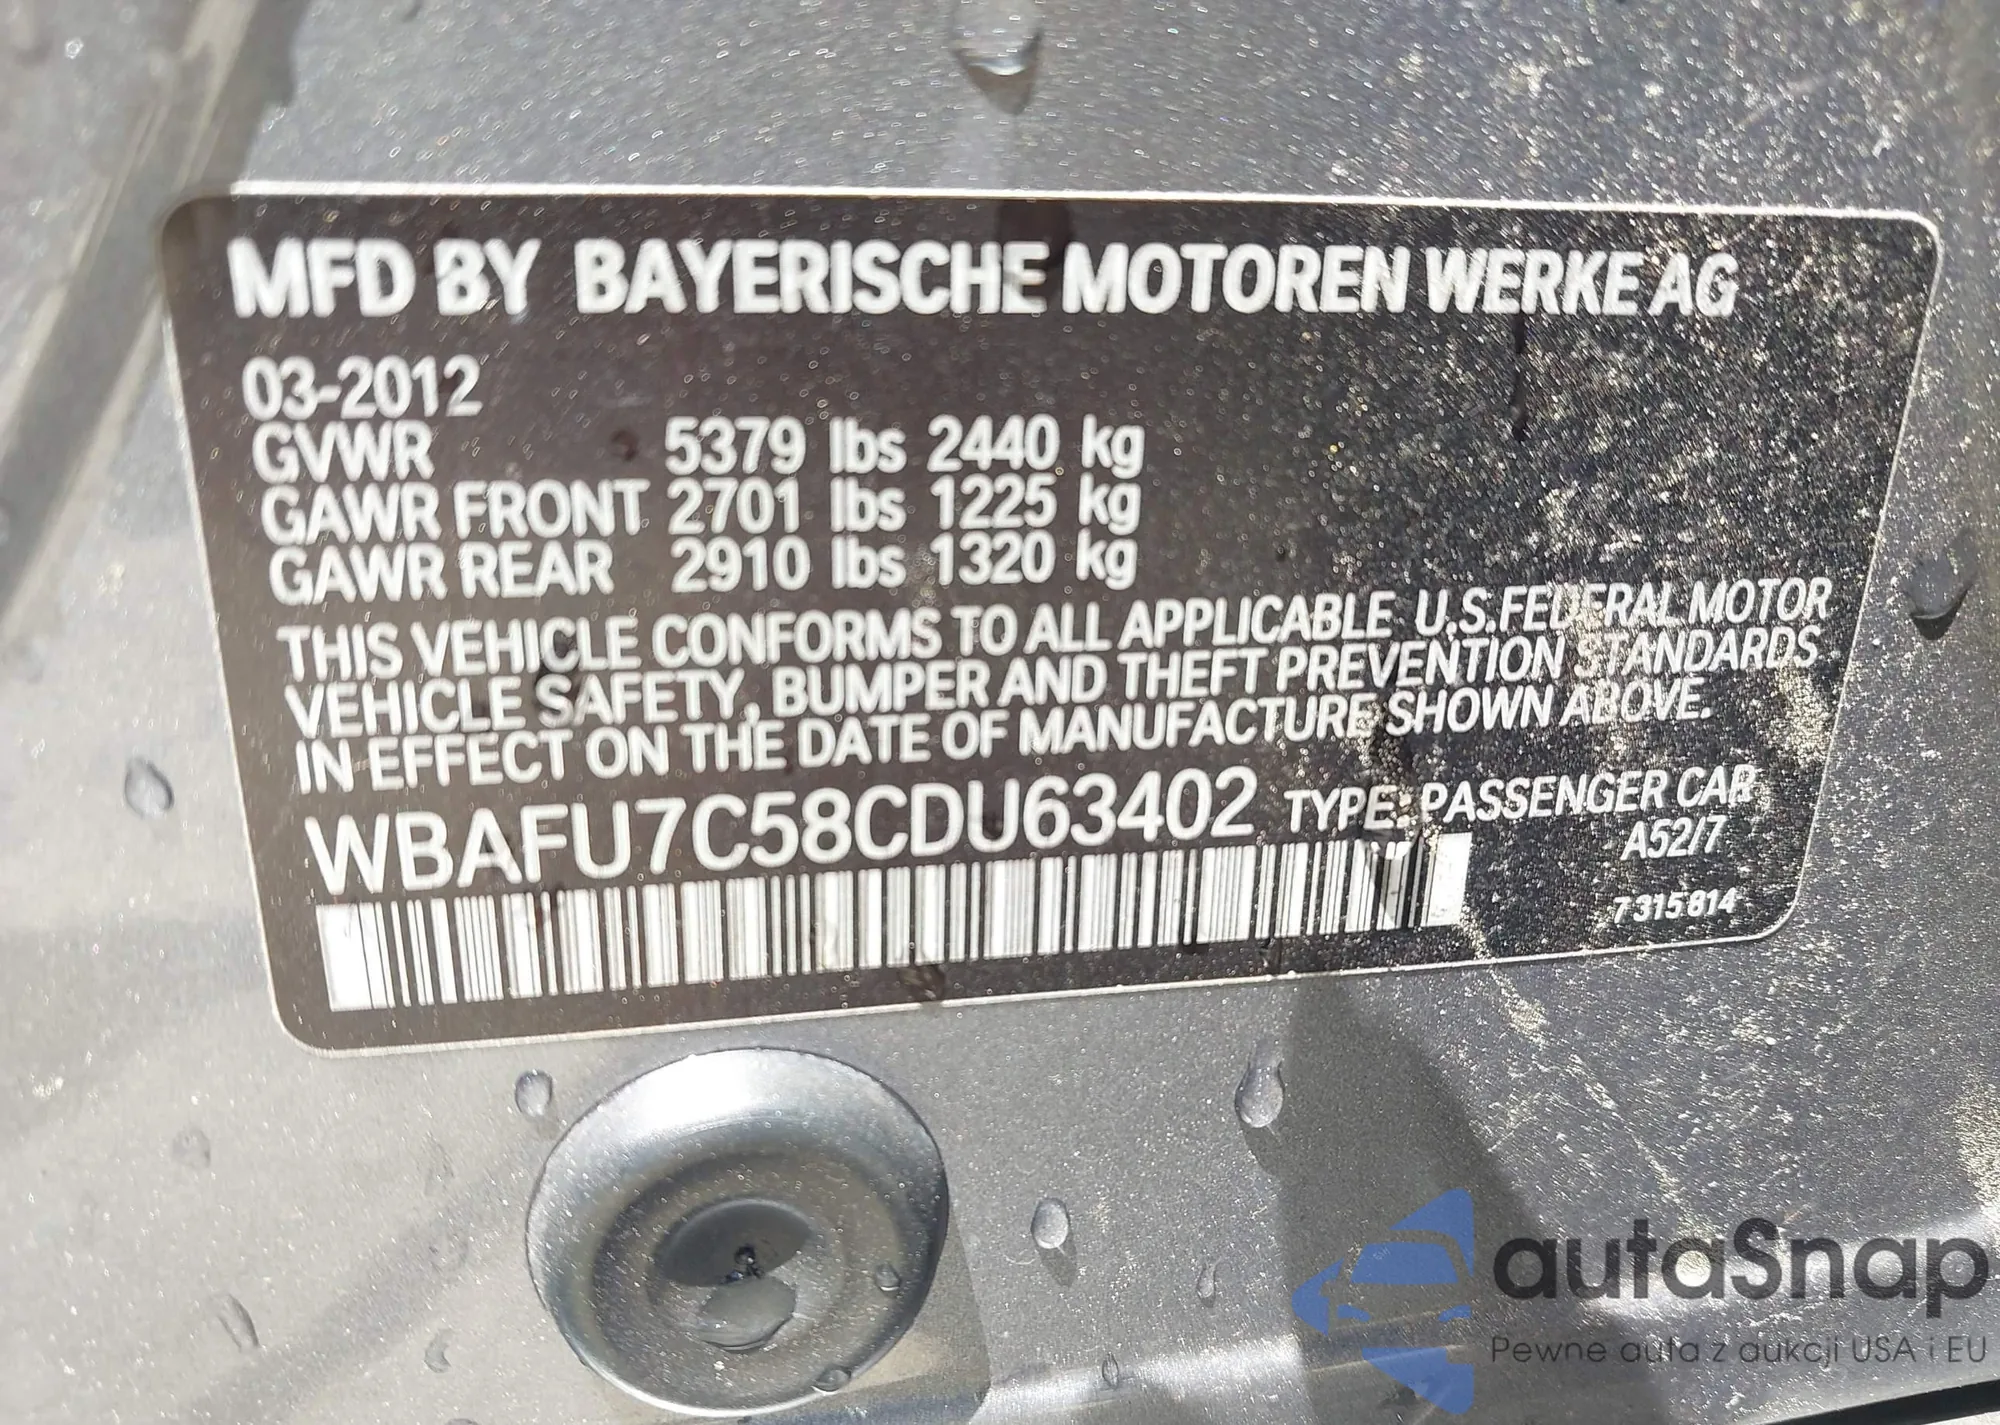 MFD BY BAYERISCHE MOTOREN WERKE AG
03-2012
GVWR 5379 lbs 2440 kg
GAWR FRONT 2701 lbs 1225 kg
GAWR REAR 2910 lbs 1320 kg
THIS VEHICLE CONFORMS TO ALL APPLICABLE U.S.FEDERAL MOTOR
VEHICLE SAFETY, BUMPER AND THEFT PREVENTION STANDARDS
IN EFFECT ON THE DATE OF MANUFACTURE SHOWN ABOVE.
WBAFU7C58CDU63402 TYPE: PASSENGER CAR
A52/7
7315814
autaSnap
Pewne auta z aukcji USA i EU